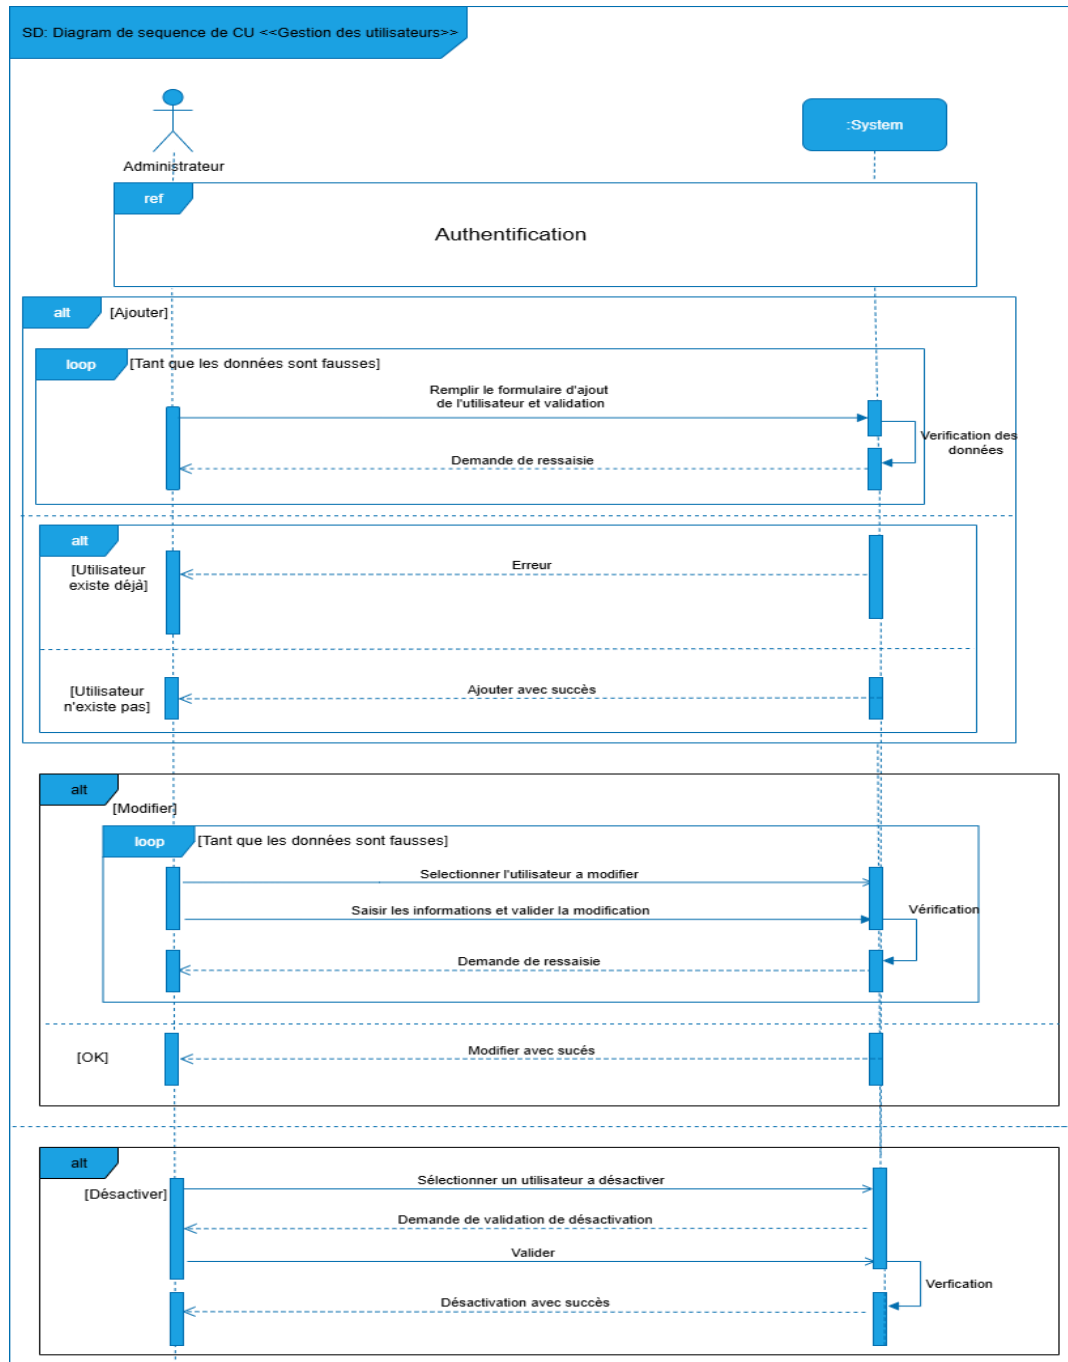 SD: Diagram de sequence de CU <<Gestion des utilisateurs>>
:System
Administrateur
ref
Authentification
alt
[Ajouter]
loop
[Tant que les données sont fausses]
Remplir le formulaire d'ajout
de l'utilisateur et validation
Verification des
données
Demande de ressaisie
alt
[Utilisateur
existe déjà]
Erreur
[Utilisateur
n'existe pas]
Ajouter avec succès
alt
[Modifier]
loop
[Tant que les données sont fausses]
Selectionner l'utilisateur a modifier
Saisir les informations et valider la modification
Vérification
Demande de ressaisie
[OK]
Modifier avec sucés
alt
[Désactiver]
Sélectionner un utilisateur a désactiver
Demande de validation de désactivation
Valider
Verfication
Désactivation avec succès